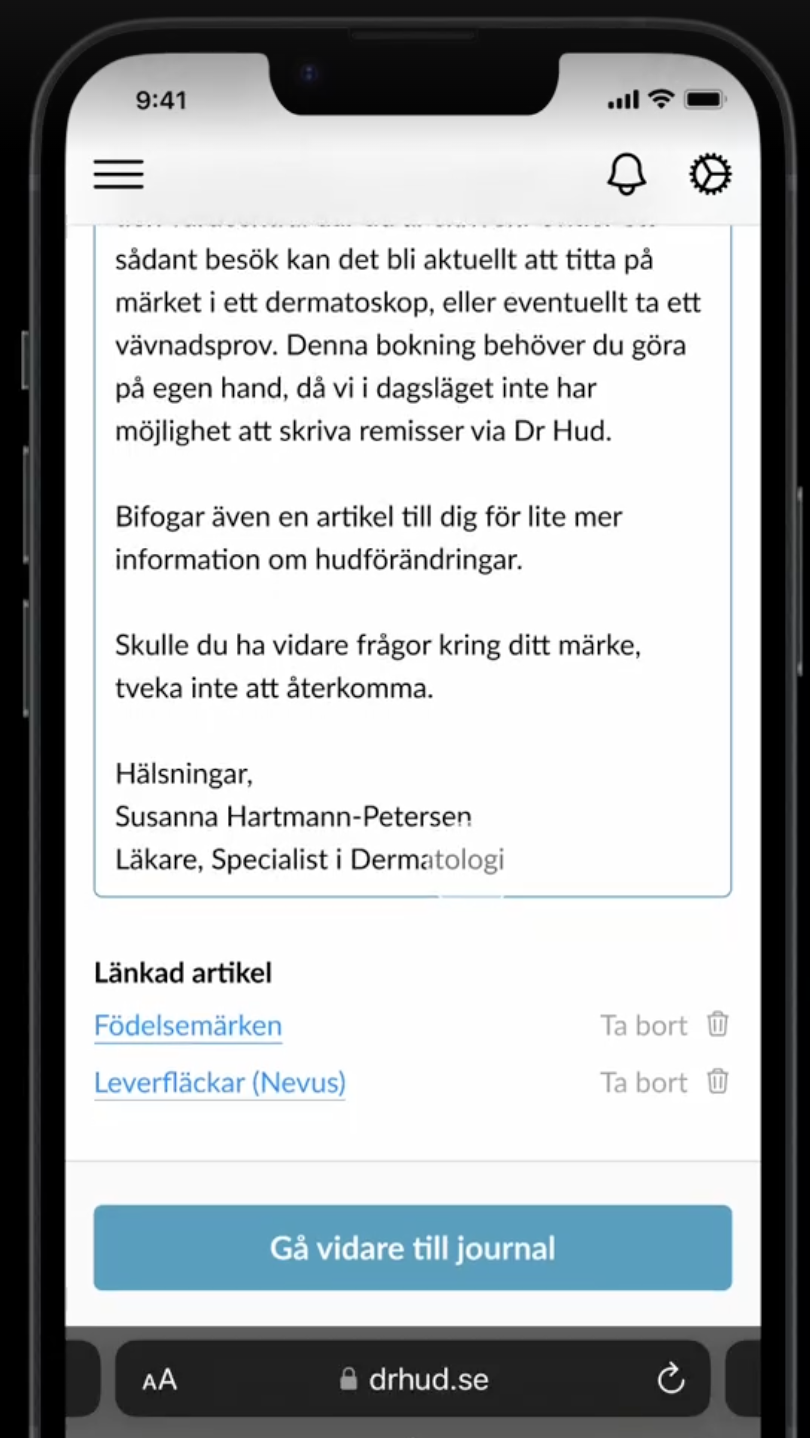 9:41
sådant besök kan det bli aktuellt att titta på
märket i ett dermatoskop, eller eventuellt ta ett
vävnadsprov. Denna bokning behöver du göra
på egen hand, då vi i dagsläget inte har
möjlighet att skriva remisser via Dr Hud.
Bifogar även en artikel till dig för lite mer
information om hudförändringar.
Skulle du ha vidare frågor kring ditt märke,
tveka inte att återkomma.
Hälsningar,
Susanna Hartmann-Petersen
Läkare, Specialist i Dermatologi
Länkad artikel
Födelsemärken Ta bort
Leverfläckar (Nevus) Ta bort
Gå vidare till journal
AA drhud.se